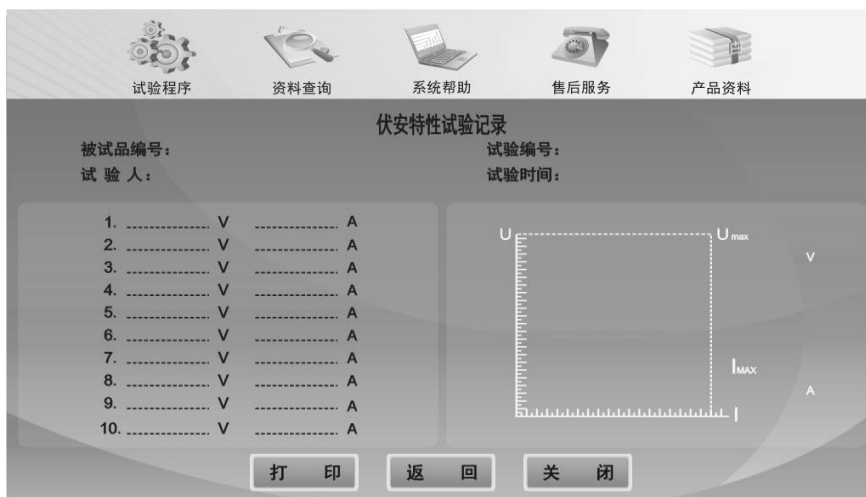 试验程序 资料查询 系统帮助 售后服务 产品资料
伏安特性试验记录
被试品编号： 试验编号：
试 验 人： 试验时间：
1. ............... V ............... A
2. ............... V ............... A
3. ............... V ............... A
4. ............... V ............... A
5. ............... V ............... A
6. ............... V ............... A
7. ............... V ............... A
8. ............... V ............... A
9. ............... V ............... A
10. ............... V ............... A
U Umax
V
IMAX
A
I
打 印 返 回 关 闭